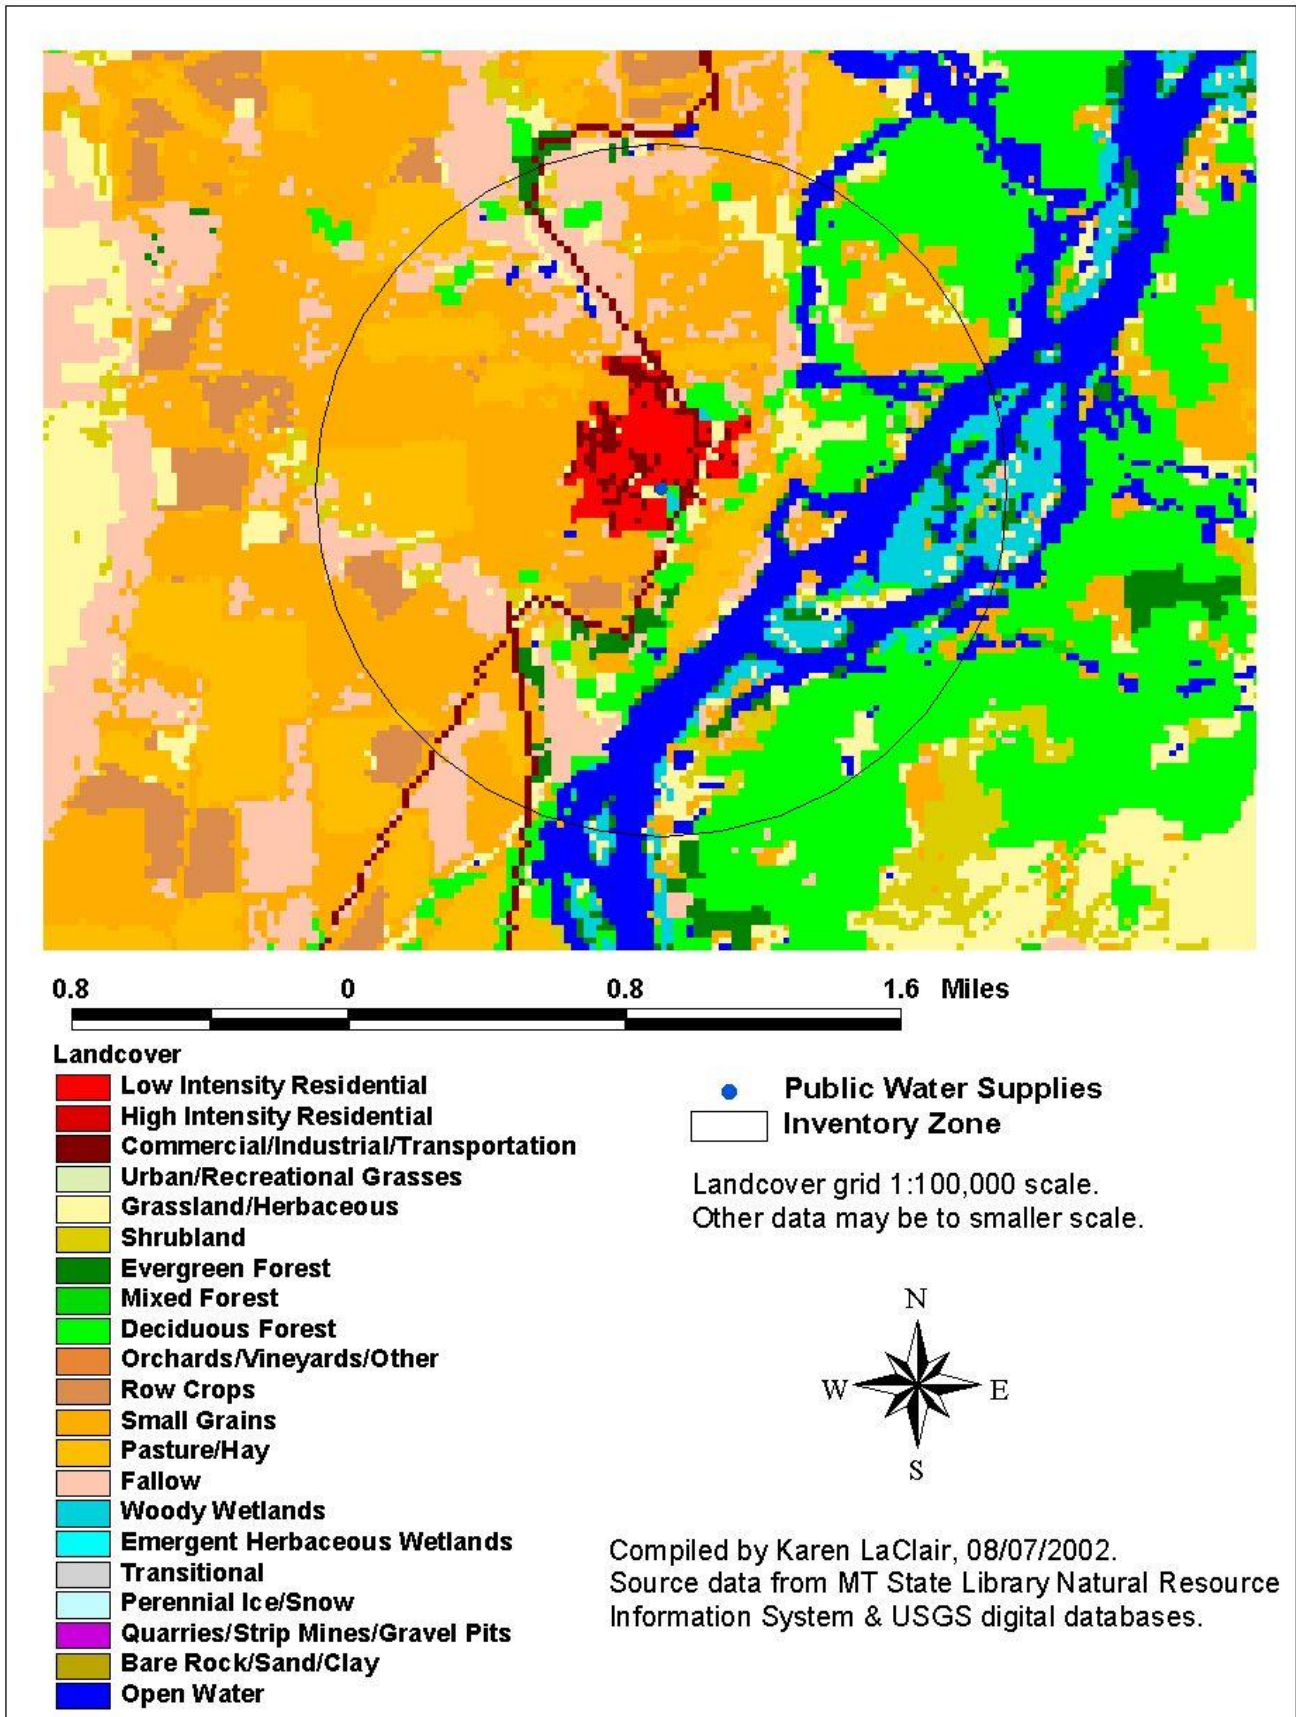 0.8 0 0.8 1.6 Miles
Landcover
Low Intensity Residential
High Intensity Residential
Commercial/Industrial/Transportation
Urban/Recreational Grasses
Grassland/Herbaceous
Shrubland
Evergreen Forest
Mixed Forest
Deciduous Forest
Orchards/Vineyards/Other
Row Crops
Small Grains
Pasture/Hay
Fallow
Woody Wetlands
Emergent Herbaceous Wetlands
Transitional
Perennial Ice/Snow
Quarries/Strip Mines/Gravel Pits
Bare Rock/Sand/Clay
Open Water
Public Water Supplies
Inventory Zone
Landcover grid 1:100,000 scale.
Other data may be to smaller scale.
N
W E
S
Compiled by Karen LaClair, 08/07/2002.
Source data from MT State Library Natural Resource
Information System & USGS digital databases.